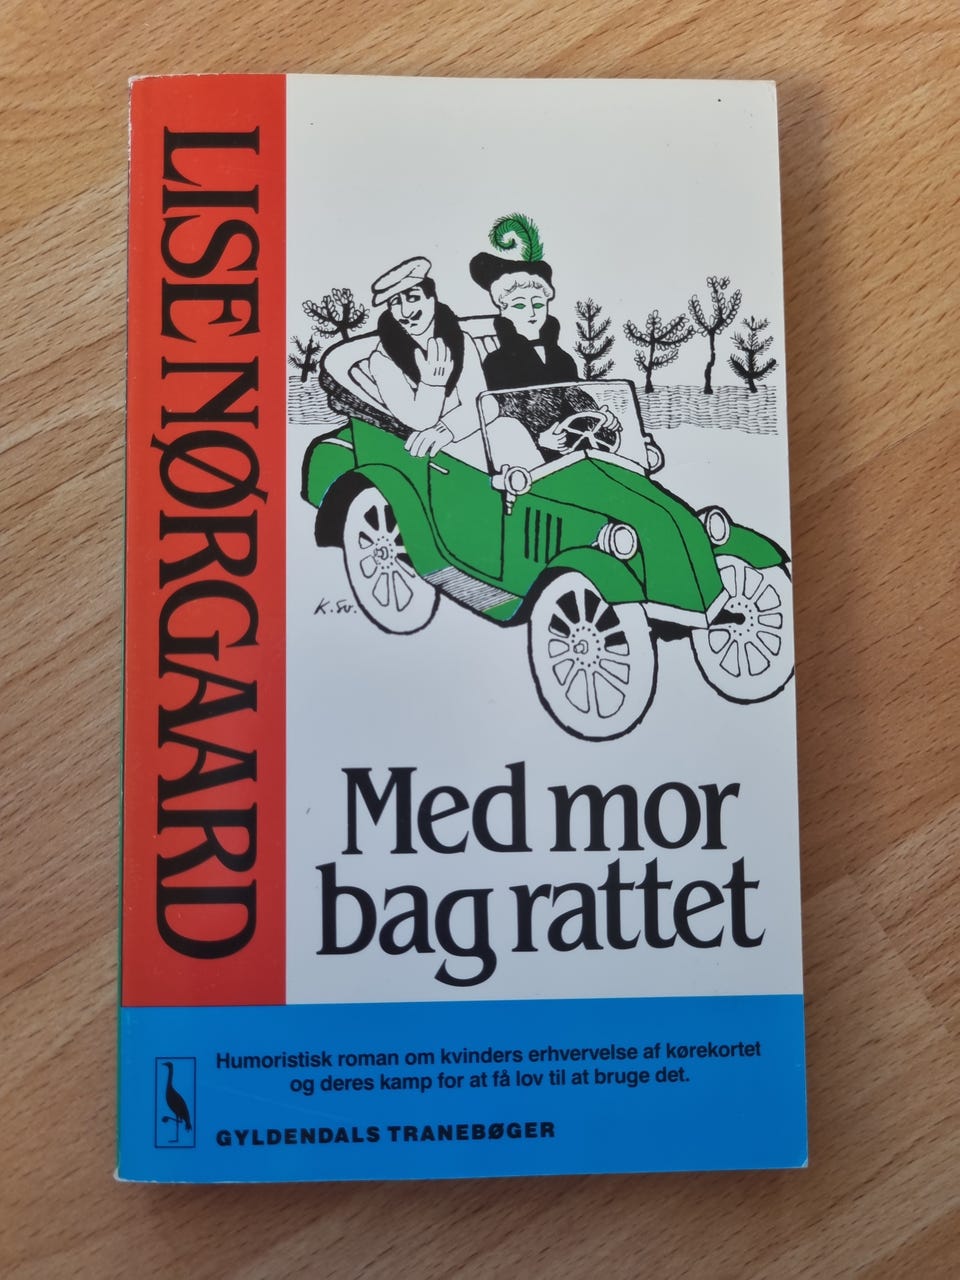 LISE NØRGAARD
K. Sv.
Med mor
bag rattet
Humoristisk roman om kvinders erhvervelse af kørekortet
og deres kamp for at få lov til at bruge det.
GYLDENDALS TRANEBØGER